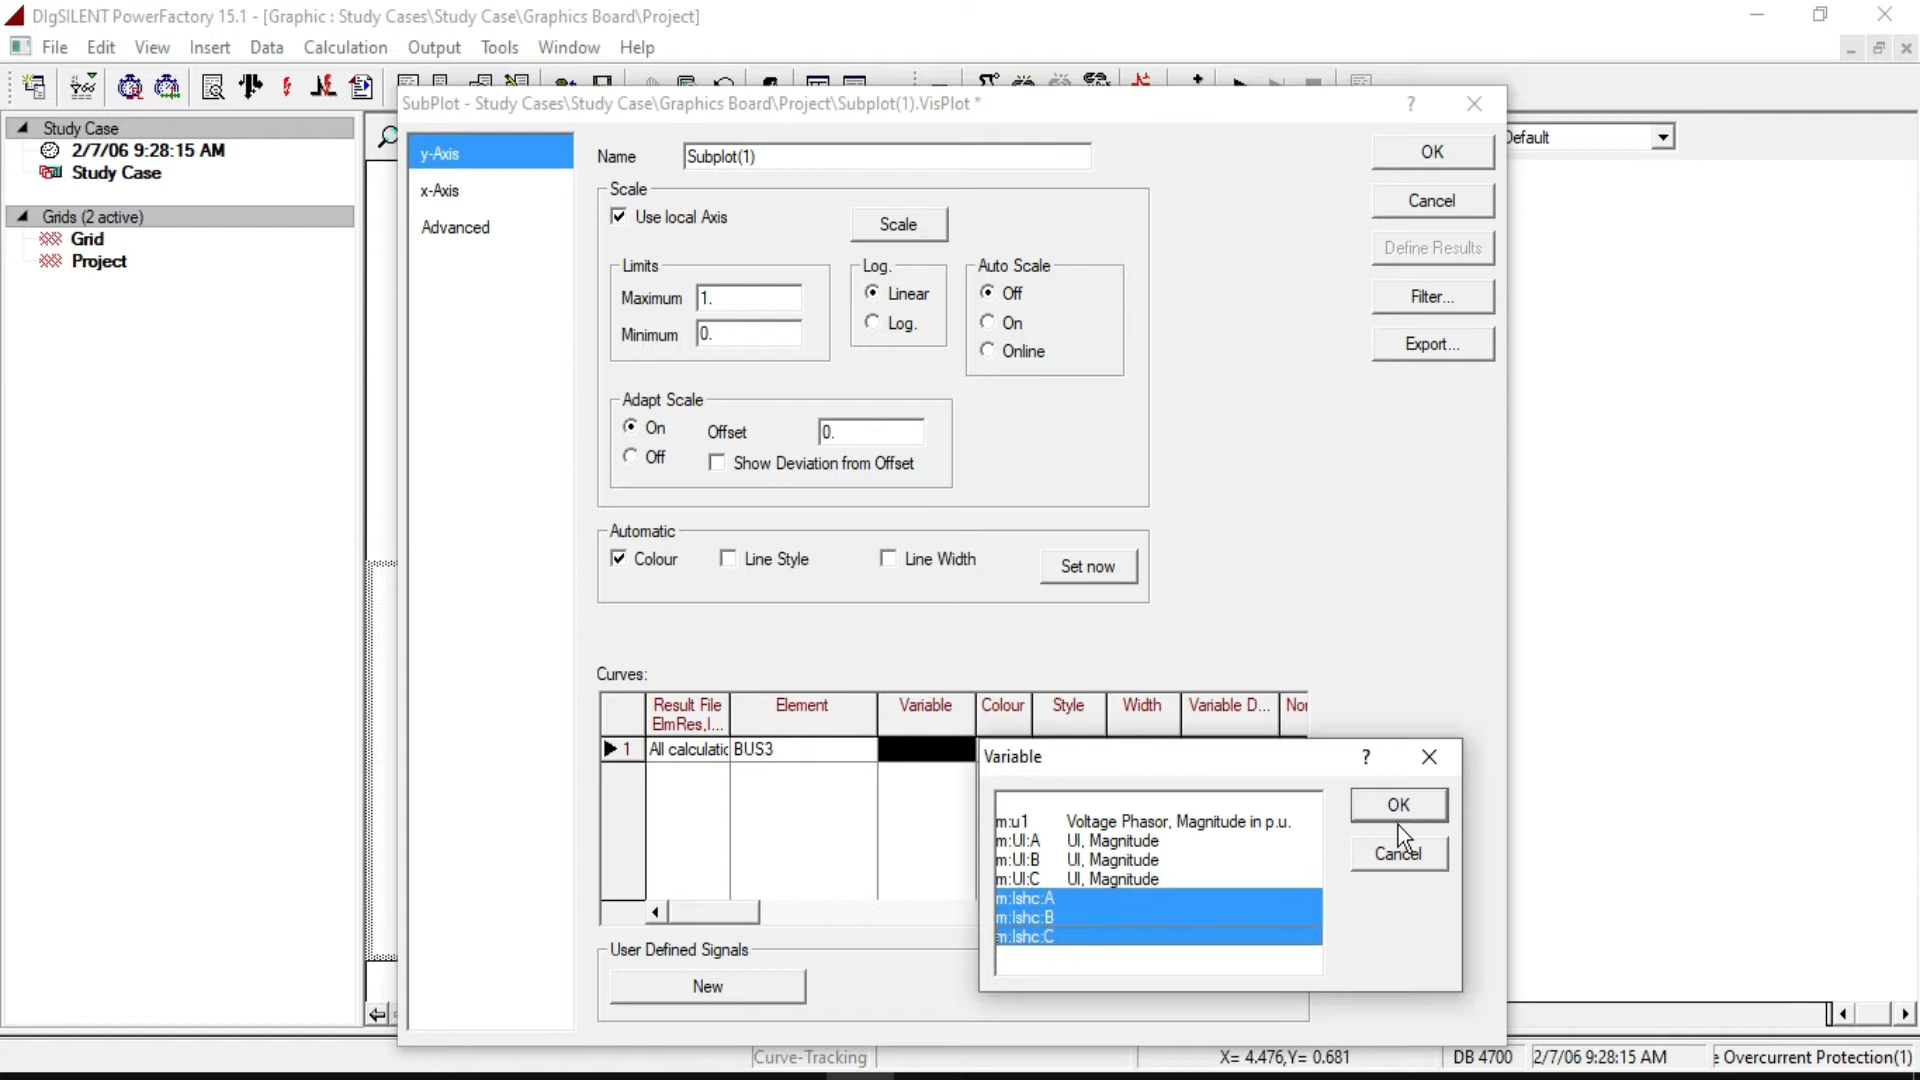 DIgSILENT PowerFactory 15.1 - [Graphic : Study Cases\Study Case\Graphics Board\Project]
File Edit View Insert Data Calculation Output Tools Window Help
SubPlot - Study Cases\Study Case\Graphics Board\Project\Subplot(1).VisPlot *
Study Case
2/7/06 9:28:15 AM
Study Case
Grids (2 active)
Grid
Project
Default
y-Axis
x-Axis
Advanced
Name Subplot(1)
OK
Cancel
Define Results
Filter...
Export...
Scale
Use local Axis
Scale
Limits
Maximum 1.
Minimum 0.
Log.
Linear
Log.
Auto Scale
Off
On
Online
Adapt Scale
On
Off
Offset 0.
Show Deviation from Offset
Automatic
Colour Line Style Line Width Set now
Curves:
Result File Element Variable Colour Style Width Variable D...
ElmRes,I...
1 All calculatic BUS3
Variable
m:u1 Voltage Phasor, Magnitude in p.u.
m:Ul:A Ul, Magnitude
m:Ul:B Ul, Magnitude
m:Ul:C Ul, Magnitude
m:Ishc:A
m:Ishc:B
m:Ishc:C
OK
Cancel
User Defined Signals
New
Curve-Tracking X= 4.476,Y= 0.681 DB 4700 2/7/06 9:28:15 AM Overcurrent Protection(1)